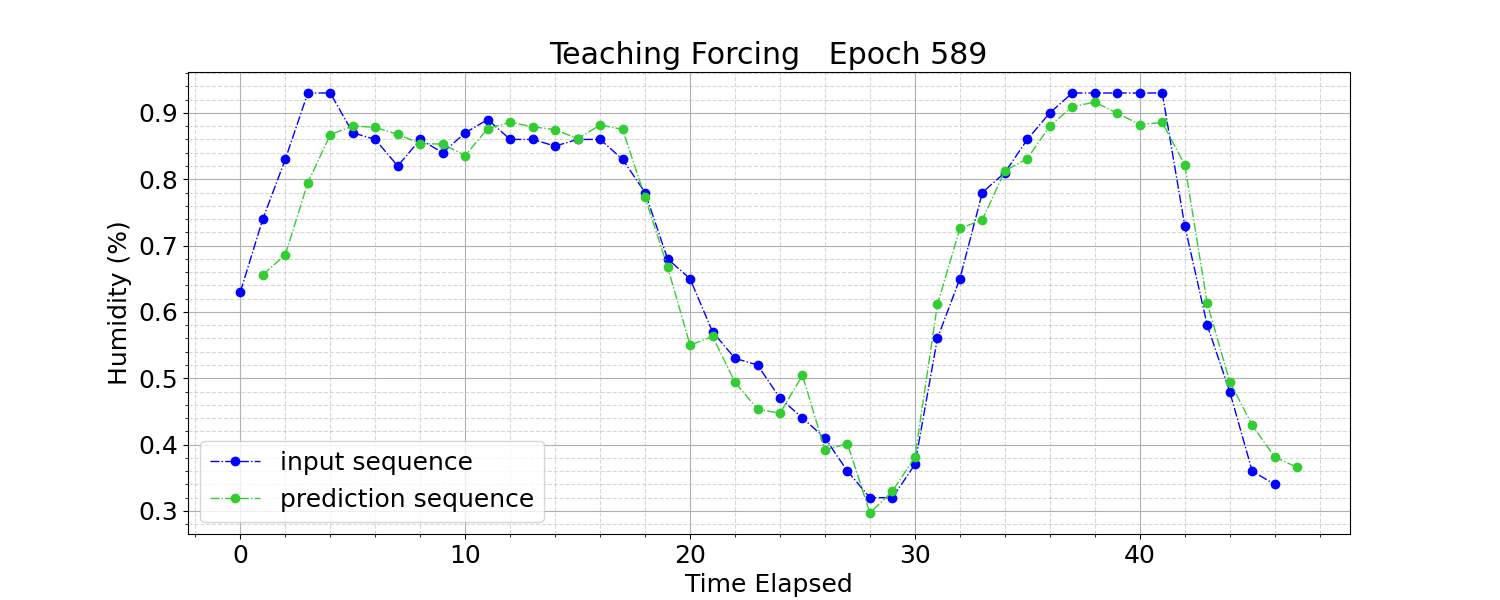 Teaching Forcing   Epoch 589
0.9
0.8
0.7
0.6
0.5
0.4
0.3
Humidity (%)
input sequence
prediction sequence
0 10 20 30 40
Time Elapsed